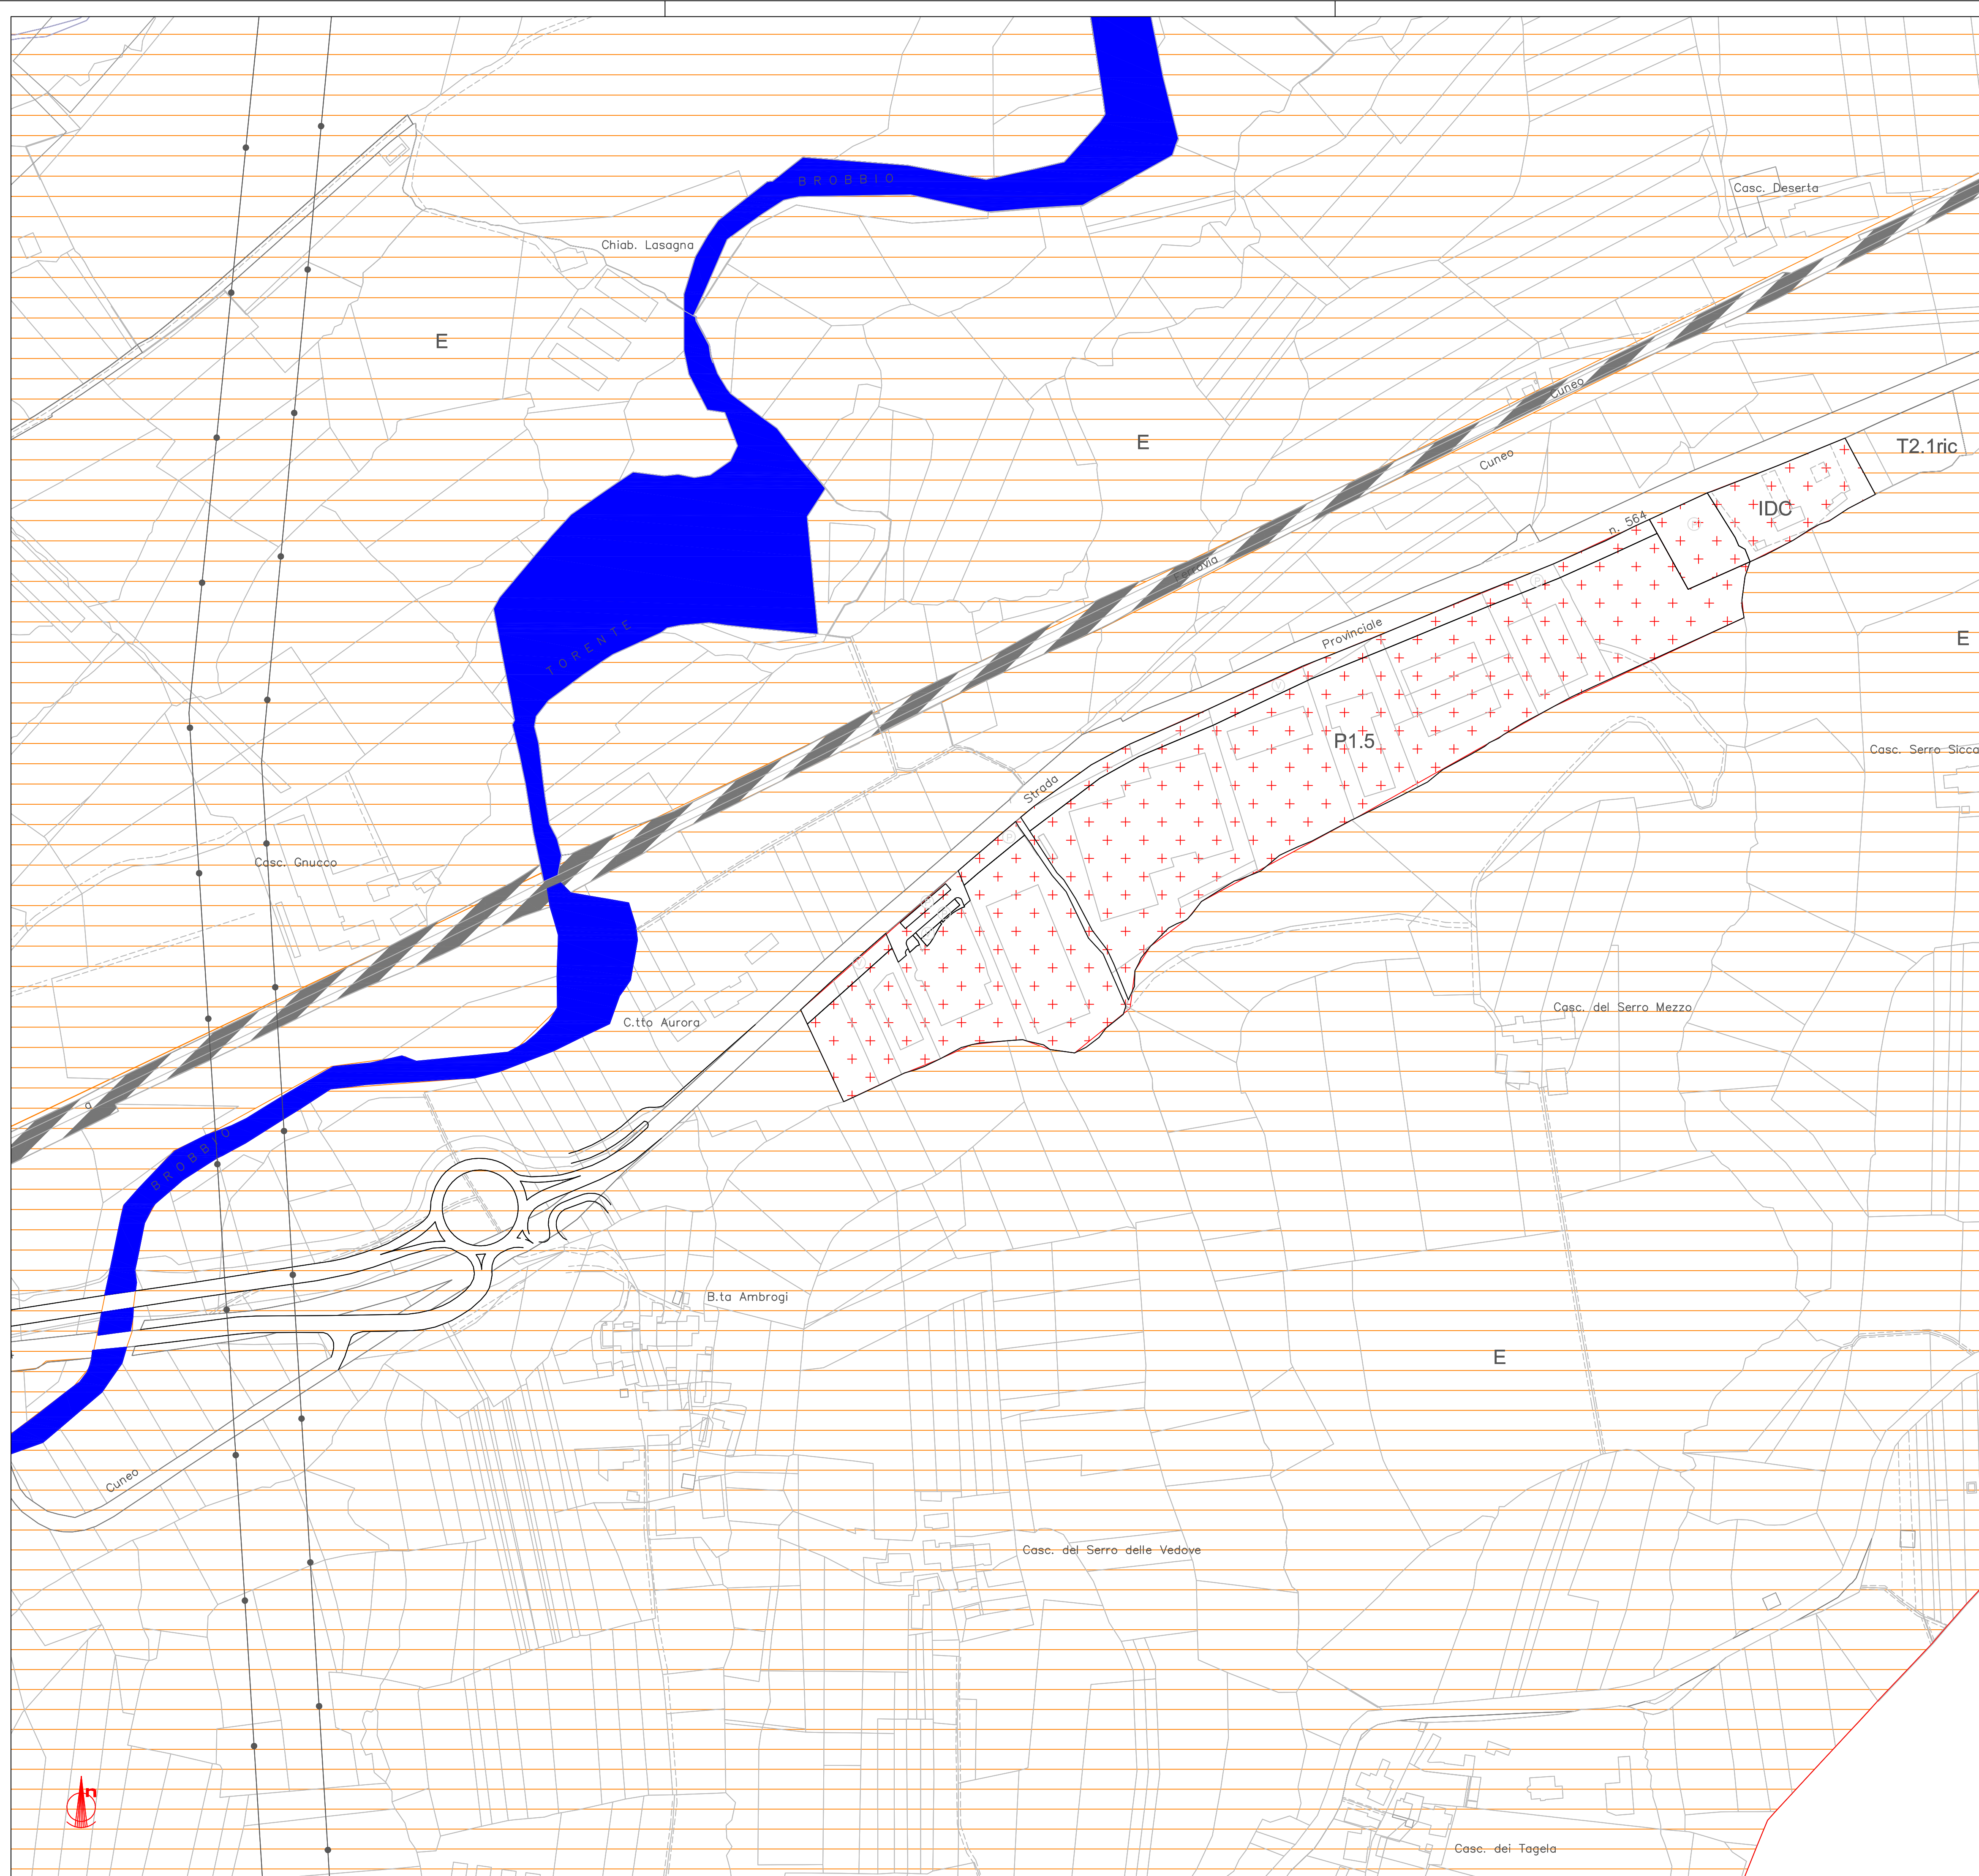 BROBBIO
Casc. Deserta
Chiab. Lasagna
E
Cuneo
E
T2.1ric
Cuneo
IDC
n. 564
P
P
Ferrovia
TORENTE
Provinciale
E
V
P1.5
Casc. Serro Sicca
Strada
P
Casc. Gnucco
Casc. del Serro Mezzo
C.tto Aurora
a
BROBBIO
B.ta Ambrogi
E
Cuneo
Casc. del Serro delle Vedove
n
Casc. dei Tagela